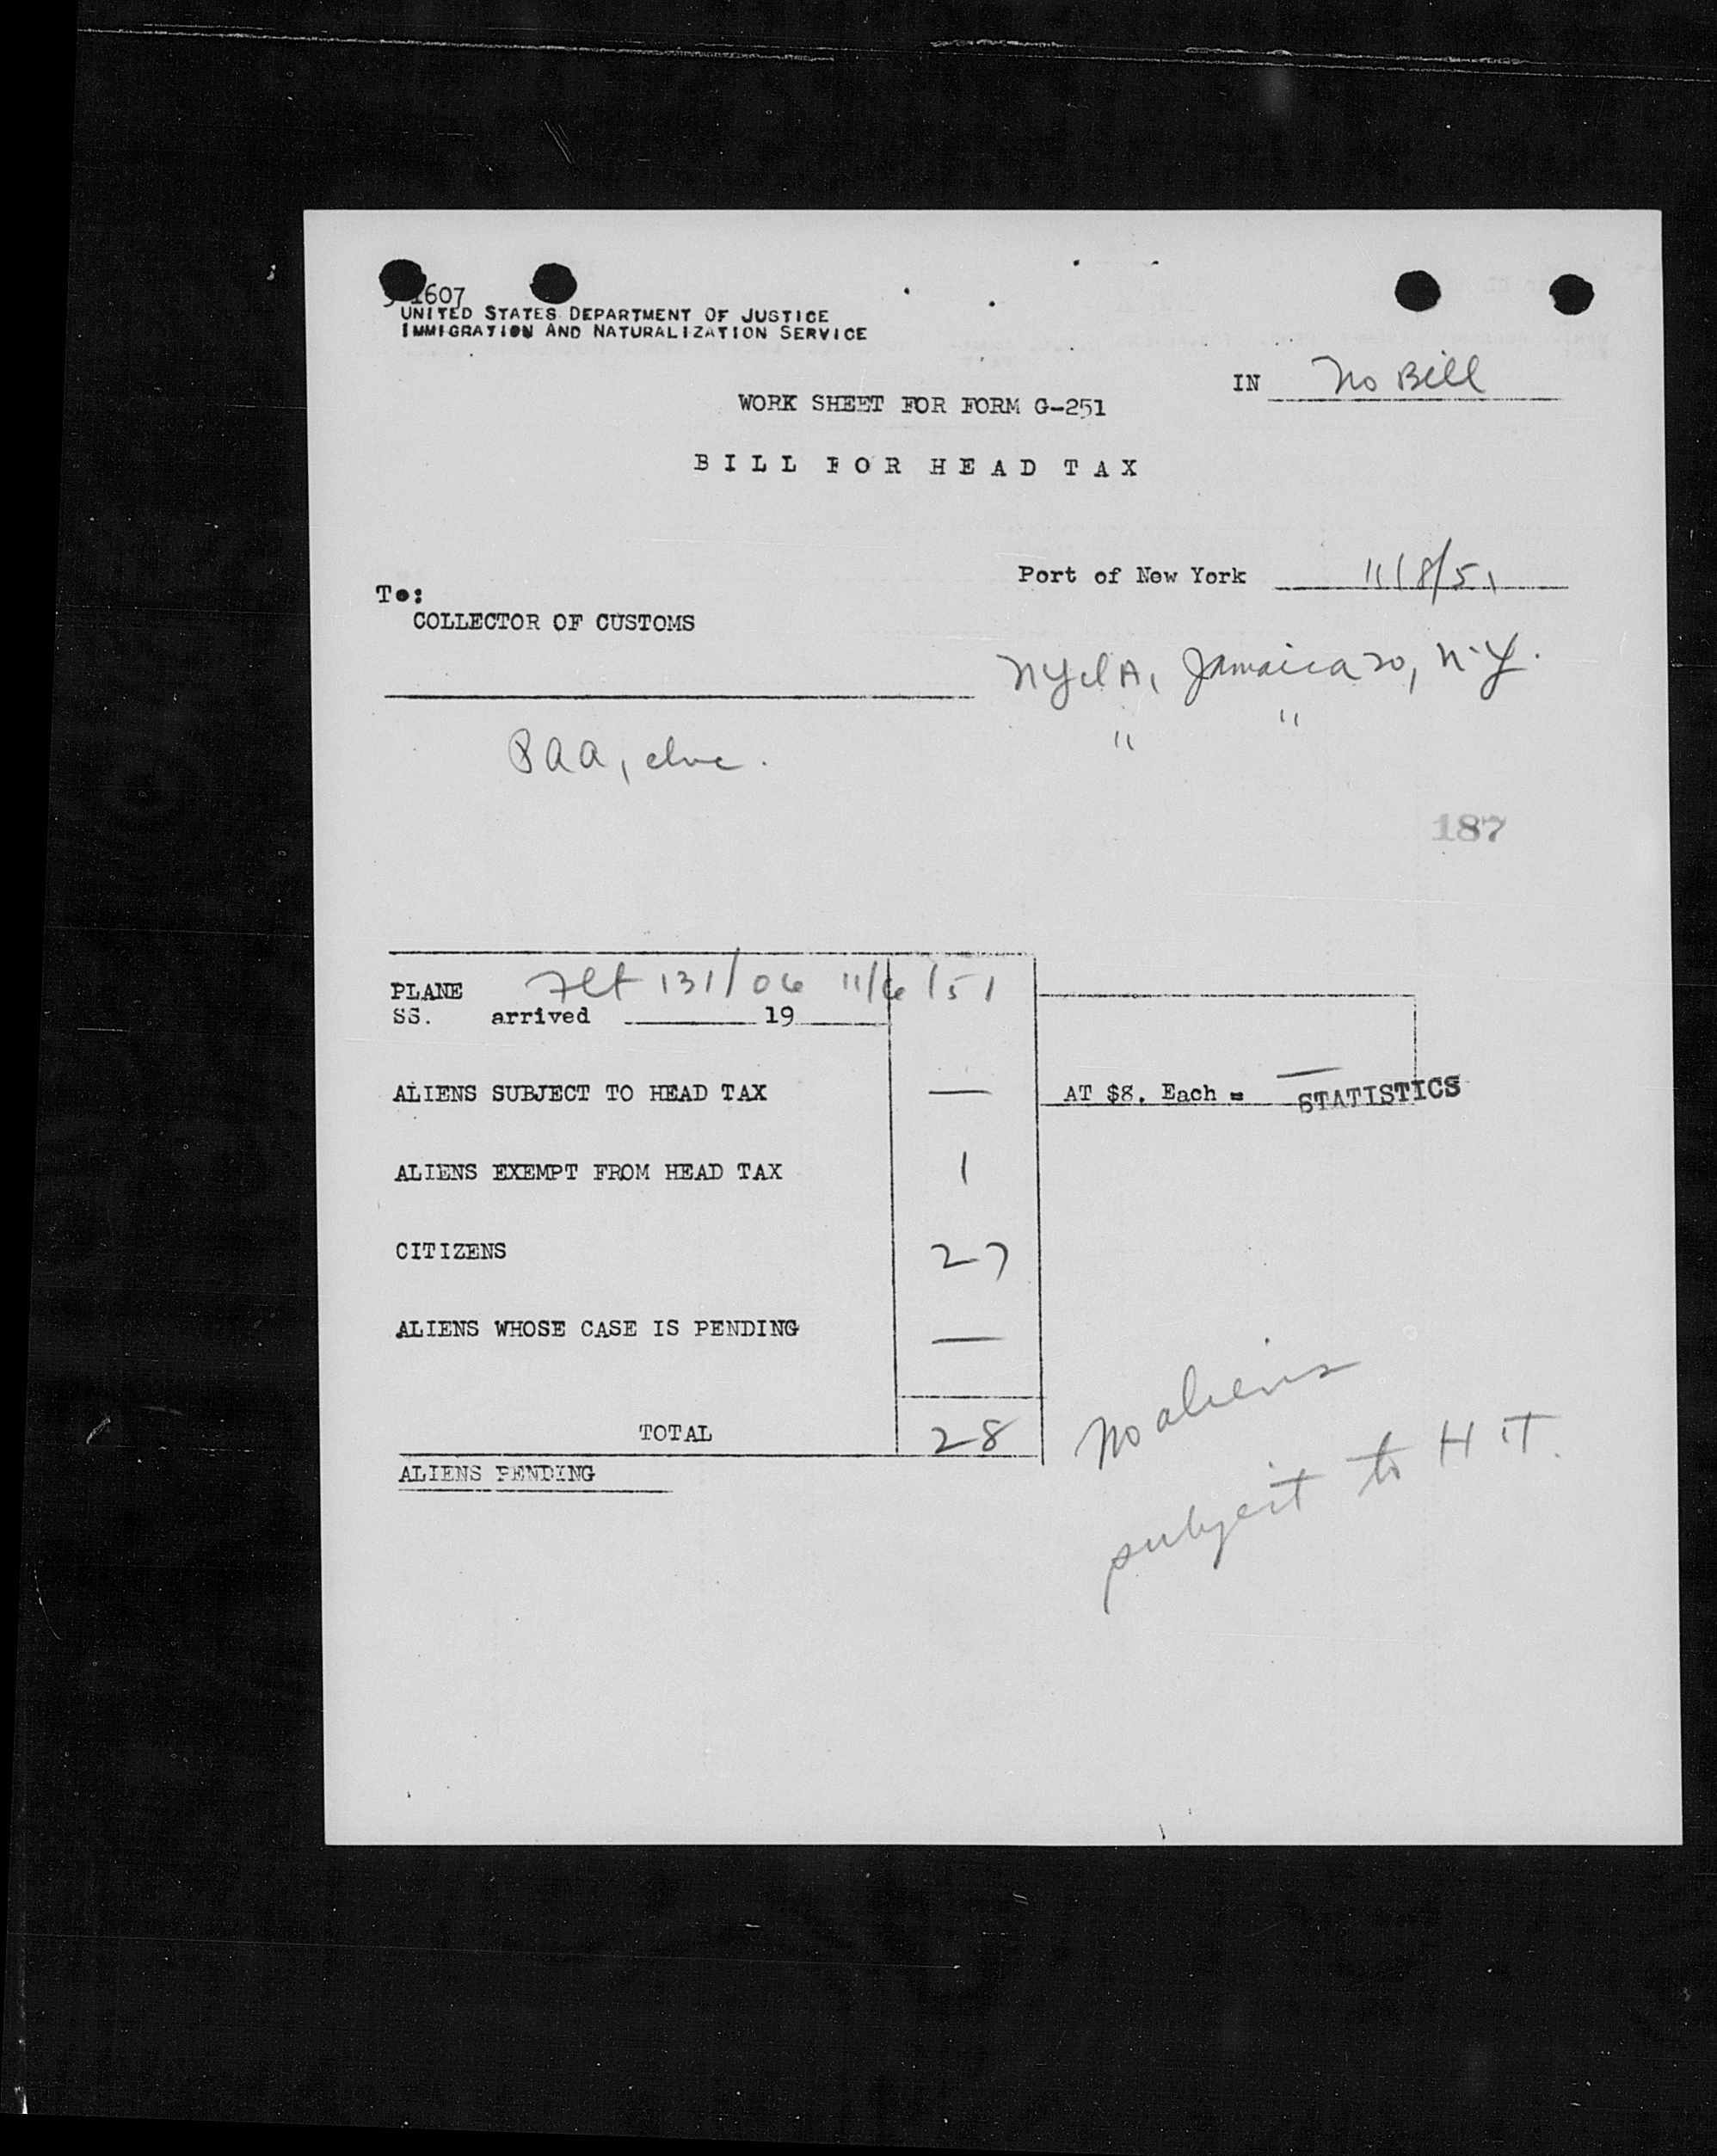 1607
UNITED STATES DEPARTMENT OF JUSTICE
IMMIGRATION AND NATURALIZATION SERVICE
IN No Bill
WORK SHEET FOR FORM G-251
BILL FOR HEAD TAX
Port of New York 11/8/51
To:
COLLECTOR OF CUSTOMS
Jamaica 20, N.Y.
" "
PAA,
187
Flt 131/06 11/6/51
PLANE
SS. arrived 19
ALIENS SUBJECT TO HEAD TAX — AT $8. Each = —
STATISTICS
ALIENS EXEMPT FROM HEAD TAX 1
CITIZENS 27
ALIENS WHOSE CASE IS PENDING —
TOTAL 28
ALIENS PENDING
No aliens
subject to H.T.